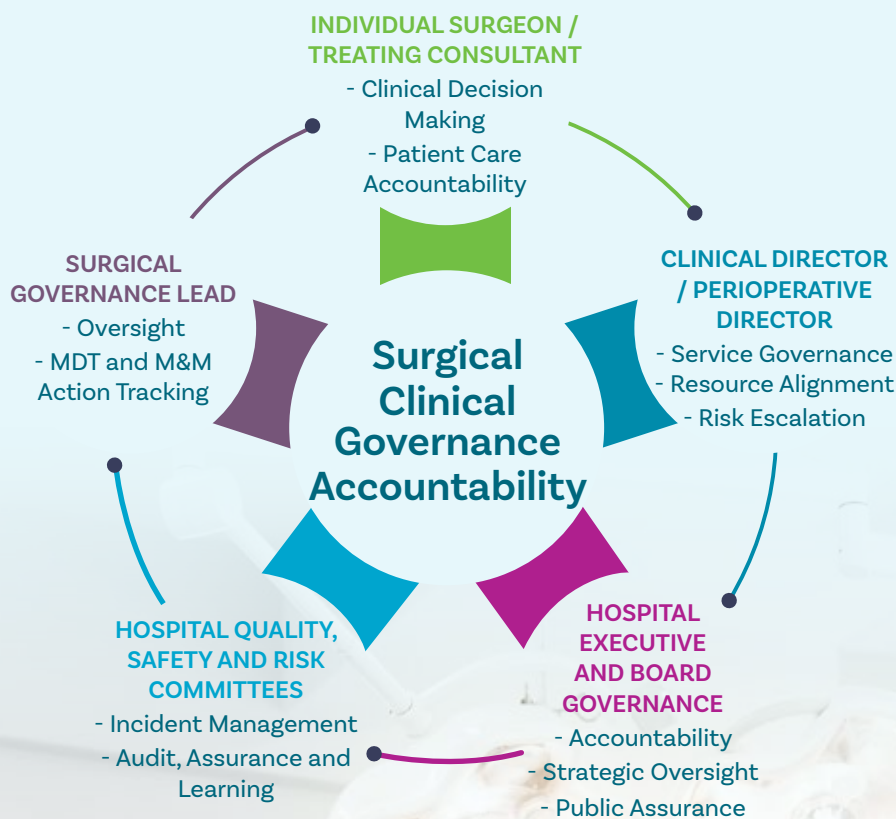 INDIVIDUAL SURGEON /
TREATING CONSULTANT
- Clinical Decision
Making
- Patient Care
Accountability
CLINICAL DIRECTOR
/ PERIOPERATIVE
DIRECTOR
- Service Governance
- Resource Alignment
- Risk Escalation
HOSPITAL
EXECUTIVE
AND BOARD
GOVERNANCE
- Accountability
- Strategic Oversight
- Public Assurance
HOSPITAL QUALITY,
SAFETY AND RISK
COMMITTEES
- Incident Management
- Audit, Assurance and
Learning
SURGICAL
GOVERNANCE LEAD
- Oversight
- MDT and M&M
Action Tracking
Surgical
Clinical
Governance
Accountability